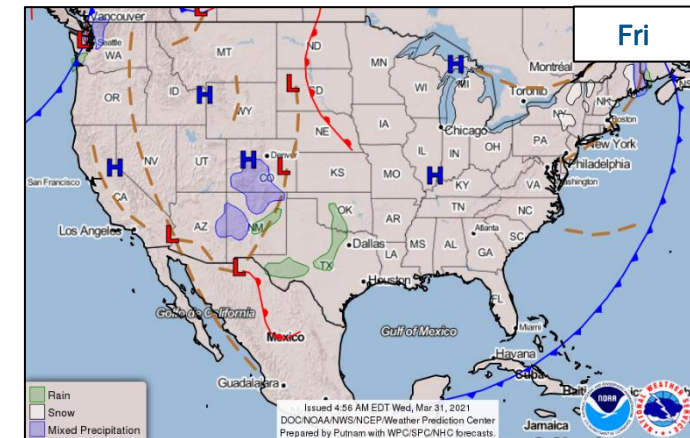 Fri
Vancouver
L
L
Seattle
WA
MT
ND
MN
Montréal
L
SD
H
MI
OR
ID
H
WY
WI
Toronto
NY
NH
Boston
NE
IA
Chicago
New York
H
Denver
IL
IN
OH
PA
Philadelphia
NV
UT
CO
L
KS
MO
H
KY
VA
Washington
San Francisco
H
CA
TN
NC
Los Angeles
L
AZ
NM
OK
AR
Atlanta
SC
L
Dallas
MS
AL
GA
TX
LA
Houston
FL
Golfo de California
Mexico
Gulf of Mexico
Miami
Havana
Cuba
Guadalajara
Jamaica
Rain
Snow
Mixed Precipitation
Issued 4:56 AM EDT Wed, Mar 31, 2021
DOC/NOAA/NWS/NCEP/Weather Prediction Center
Prepared by Putnam with WPC/SPC/NHC forecasts.
NOAA
NATIONAL WEATHER SERVICE